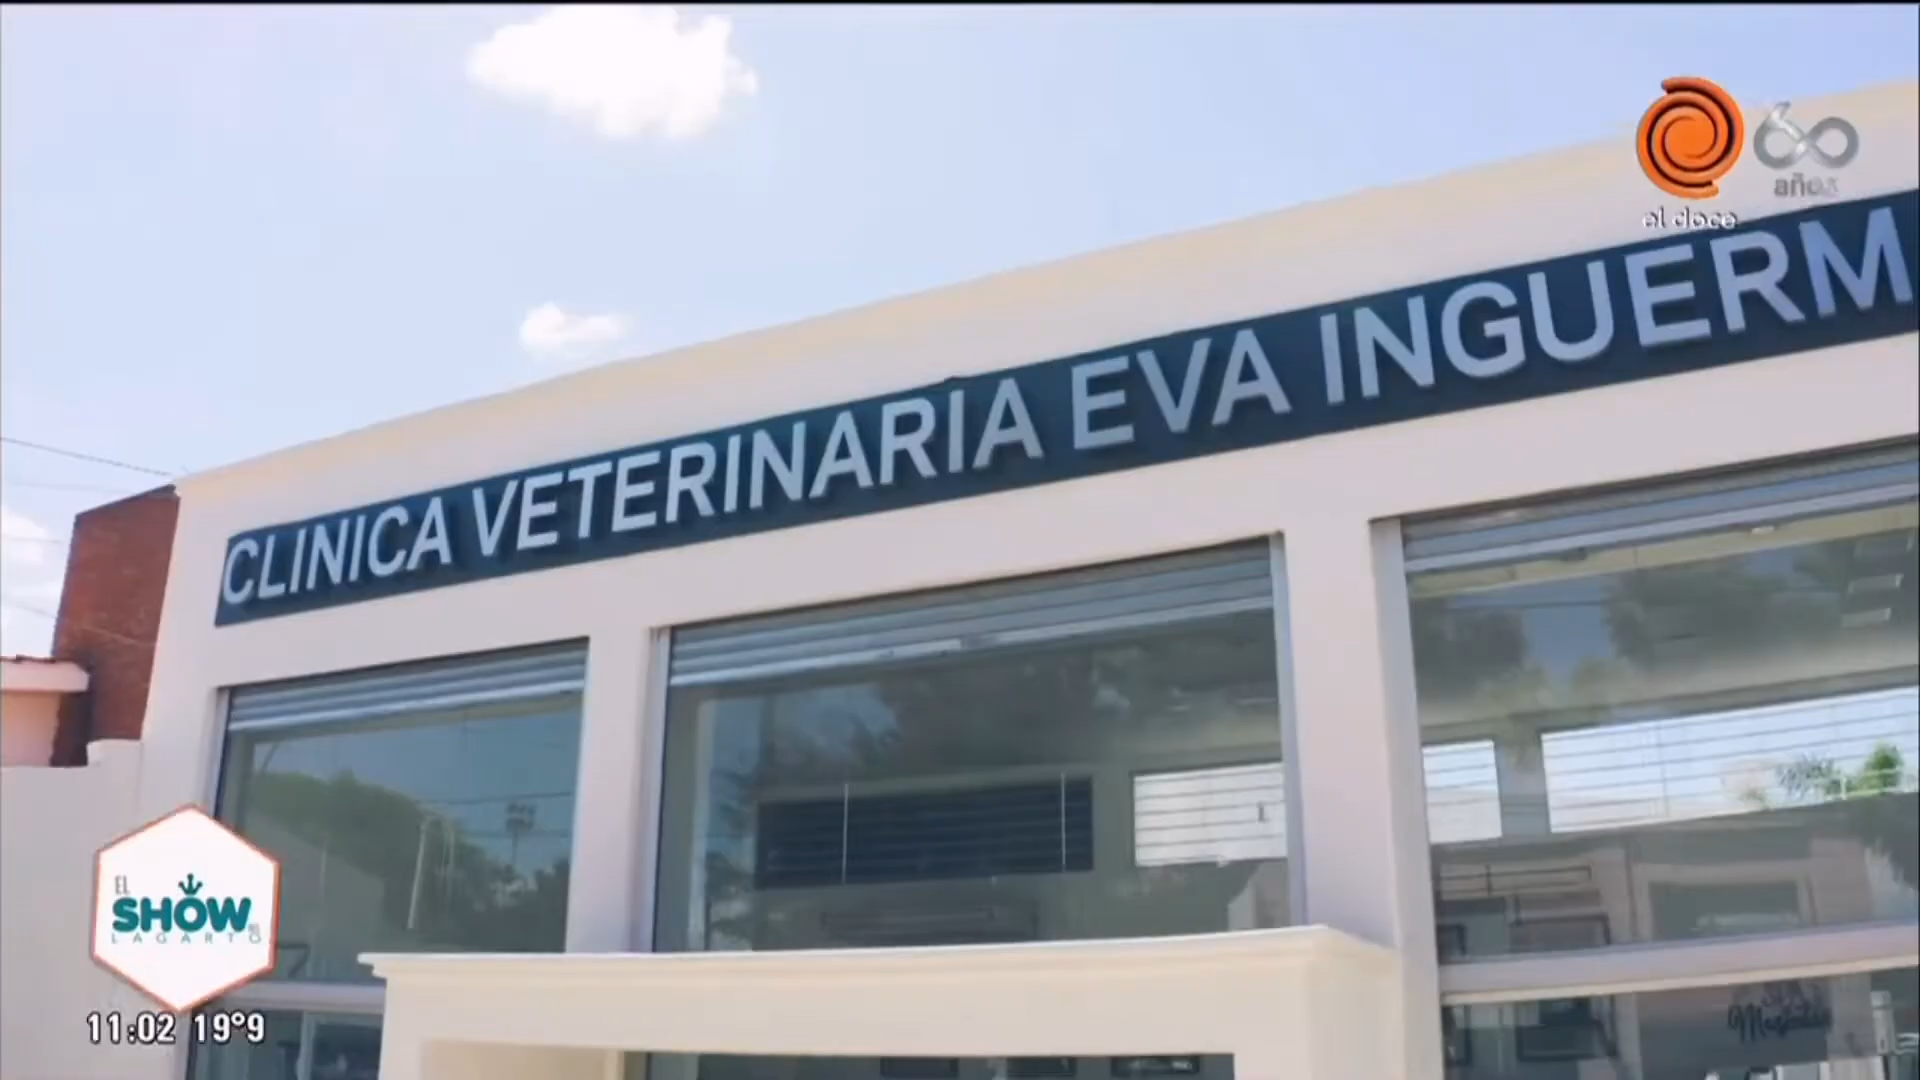 60
años
el doce
CLINICA VETERINARIA EVA INGUERM
EL
SHOW
LAGARTO
11:02 19°9